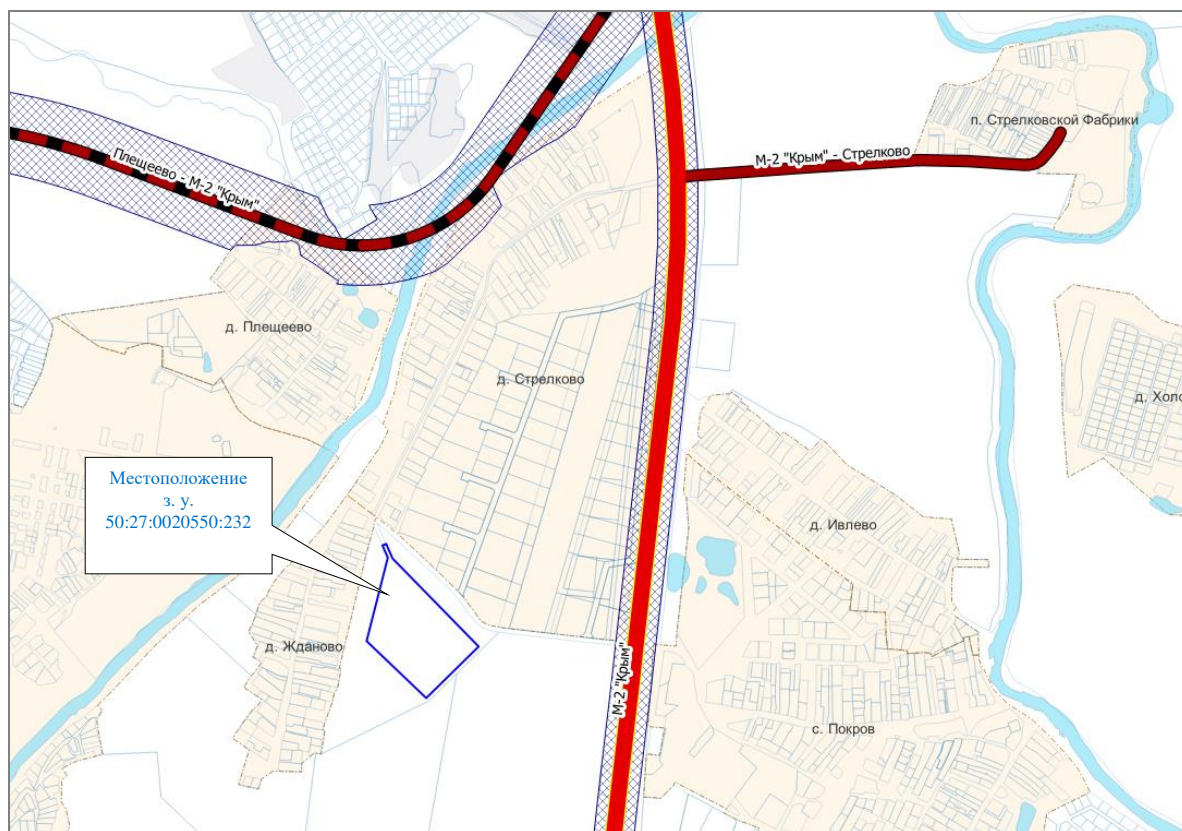 п. Стрелковской Фабрики
М-2 "Крым" - Стрелково
Плещеево - М-2 "Крым"
д. Плещеево
д. Стрелково
д. Холо
Местоположение
з. у.
50:27:0020550:232
д. Ивлево
д. Жданово
М-2 "Крым"
с. Покров